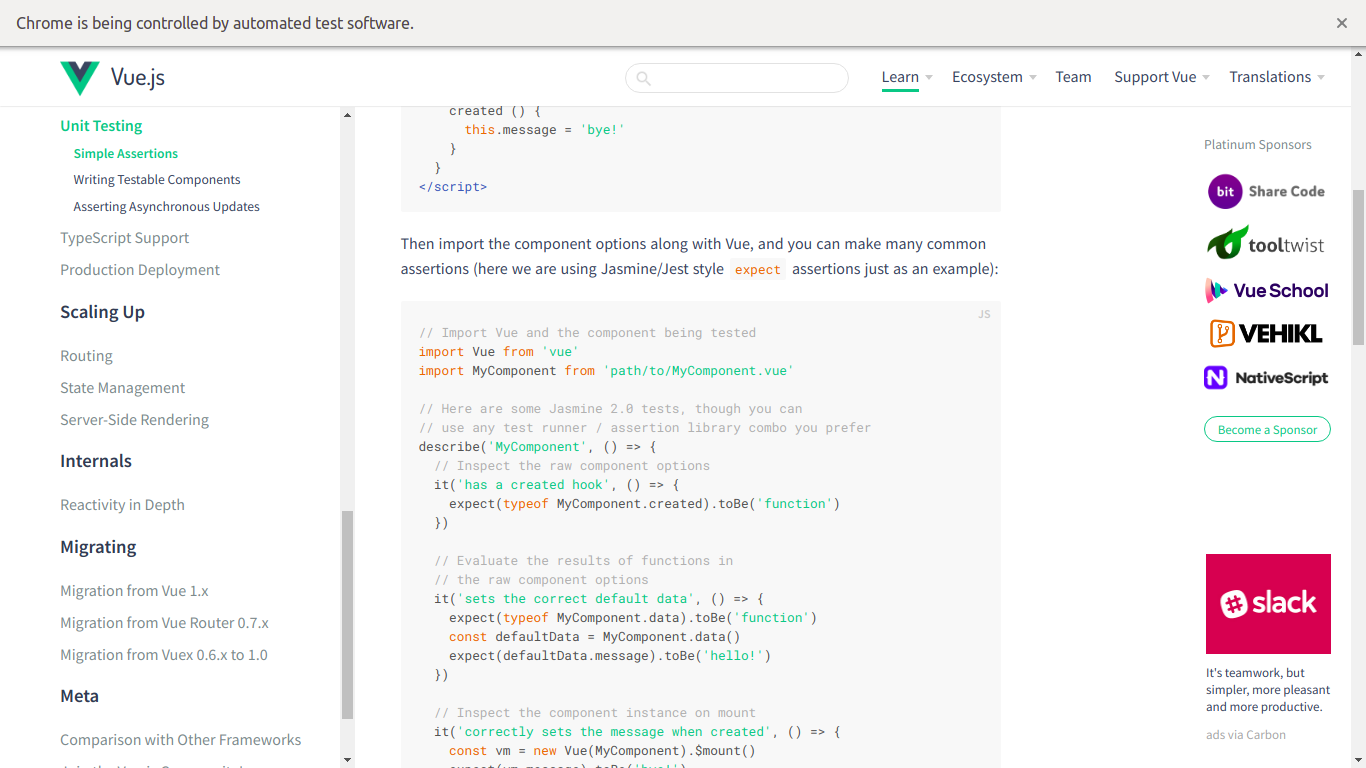 Chrome is being controlled by automated test software.
Vue.js
Learn
Ecosystem
Team
Support Vue
Translations
Unit Testing
Simple Assertions
Writing Testable Components
Asserting Asynchronous Updates
TypeScript Support
Production Deployment
Scaling Up
Routing
State Management
Server-Side Rendering
Internals
Reactivity in Depth
Migrating
Migration from Vue 1.x
Migration from Vue Router 0.7.x
Migration from Vuex 0.6.x to 1.0
Meta
Comparison with Other Frameworks
created () {
this.message = 'bye!'
}
}
</script>
Then import the component options along with Vue, and you can make many common
assertions (here we are using Jasmine/Jest style expect assertions just as an example):
JS
// Import Vue and the component being tested
import Vue from 'vue'
import MyComponent from 'path/to/MyComponent.vue'
// Here are some Jasmine 2.0 tests, though you can
// use any test runner / assertion library combo you prefer
describe('MyComponent', () => {
// Inspect the raw component options
it('has a created hook', () => {
expect(typeof MyComponent.created).toBe('function')
})
// Evaluate the results of functions in
// the raw component options
it('sets the correct default data', () => {
expect(typeof MyComponent.data).toBe('function')
const defaultData = MyComponent.data()
expect(defaultData.message).toBe('hello!')
})
// Inspect the component instance on mount
it('correctly sets the message when created', () => {
const vm = new Vue(MyComponent).$mount()
Platinum Sponsors
bit Share Code
tooltwist
Vue School
VEHIKL
NativeScript
Become a Sponsor
slack
It's teamwork, but
simpler, more pleasant
and more productive.
ads via Carbon